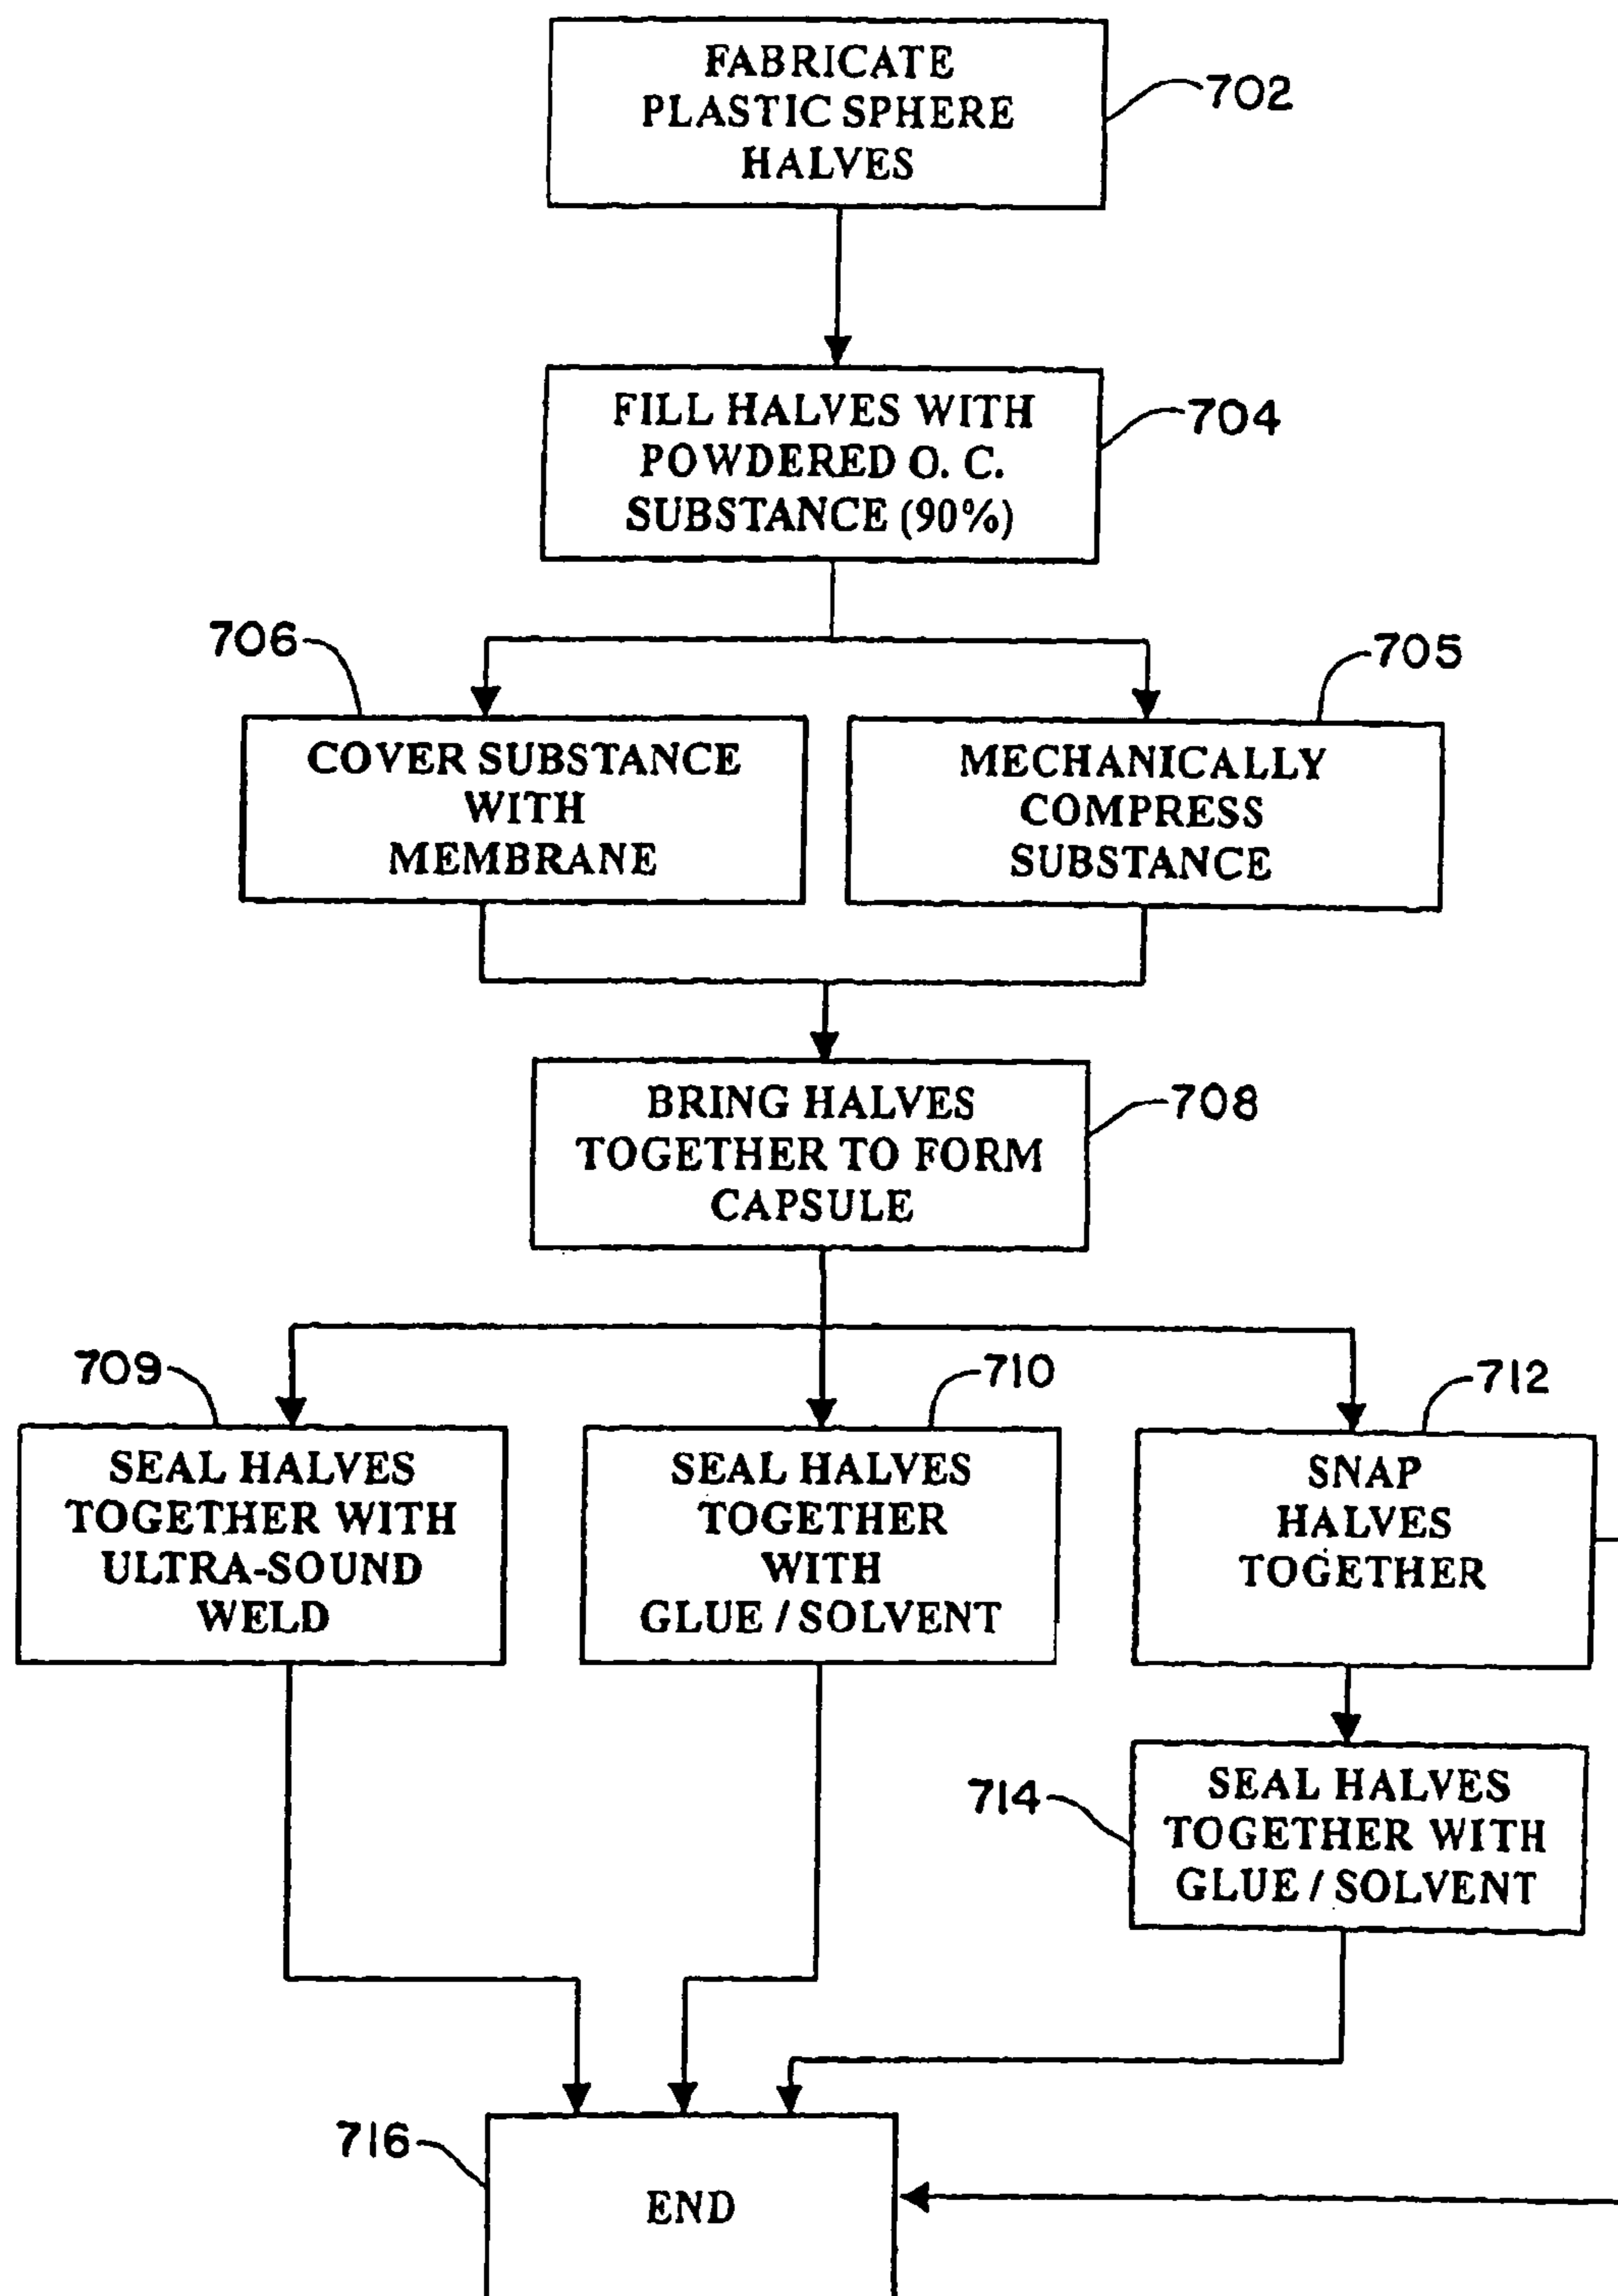 FABRICATE
PLASTIC SPHERE
HALVES
702
FILL HALVES WITH
POWDERED O. C.
SUBSTANCE (90%)
704
706
705
COVER SUBSTANCE
WITH
MEMBRANE
MECHANICALLY
COMPRESS
SUBSTANCE
BRING HALVES
TOGETHER TO FORM
CAPSULE
708
709
710
712
SEAL HALVES
TOGETHER WITH
ULTRA-SOUND
WELD
SEAL HALVES
TOGETHER
WITH
GLUE / SOLVENT
SNAP
HALVES
TOGETHER
714
SEAL HALVES
TOGETHER WITH
GLUE / SOLVENT
716
END